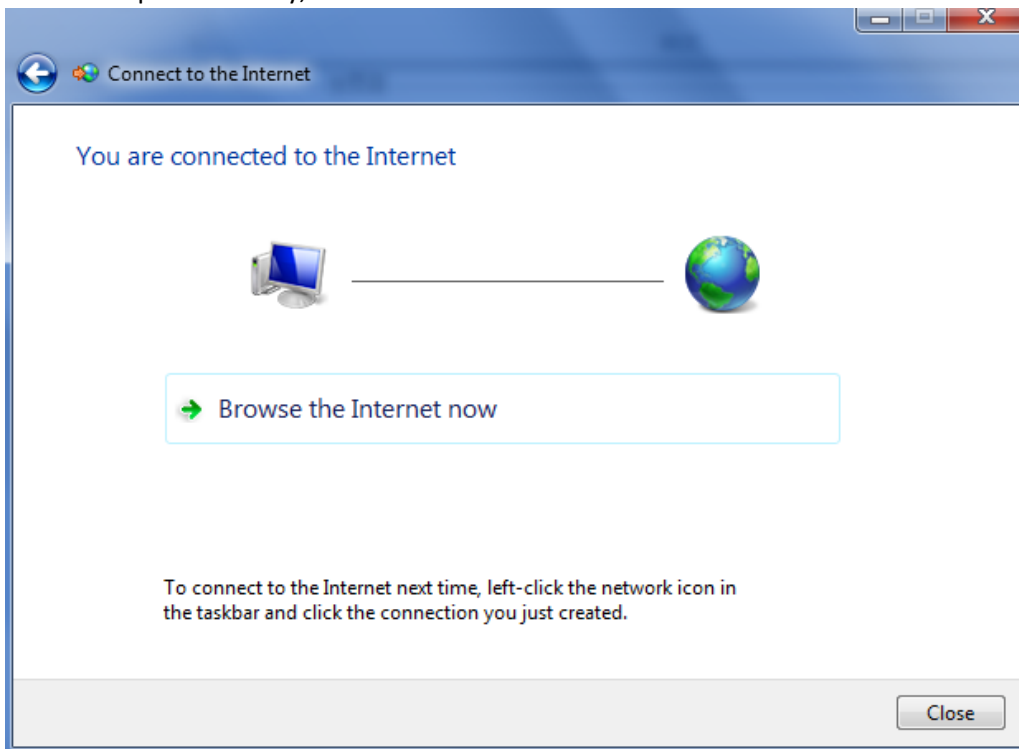 Connect to the Internet
You are connected to the Internet
Browse the Internet now
To connect to the Internet next time, left-click the network icon in
the taskbar and click the connection you just created.
Close